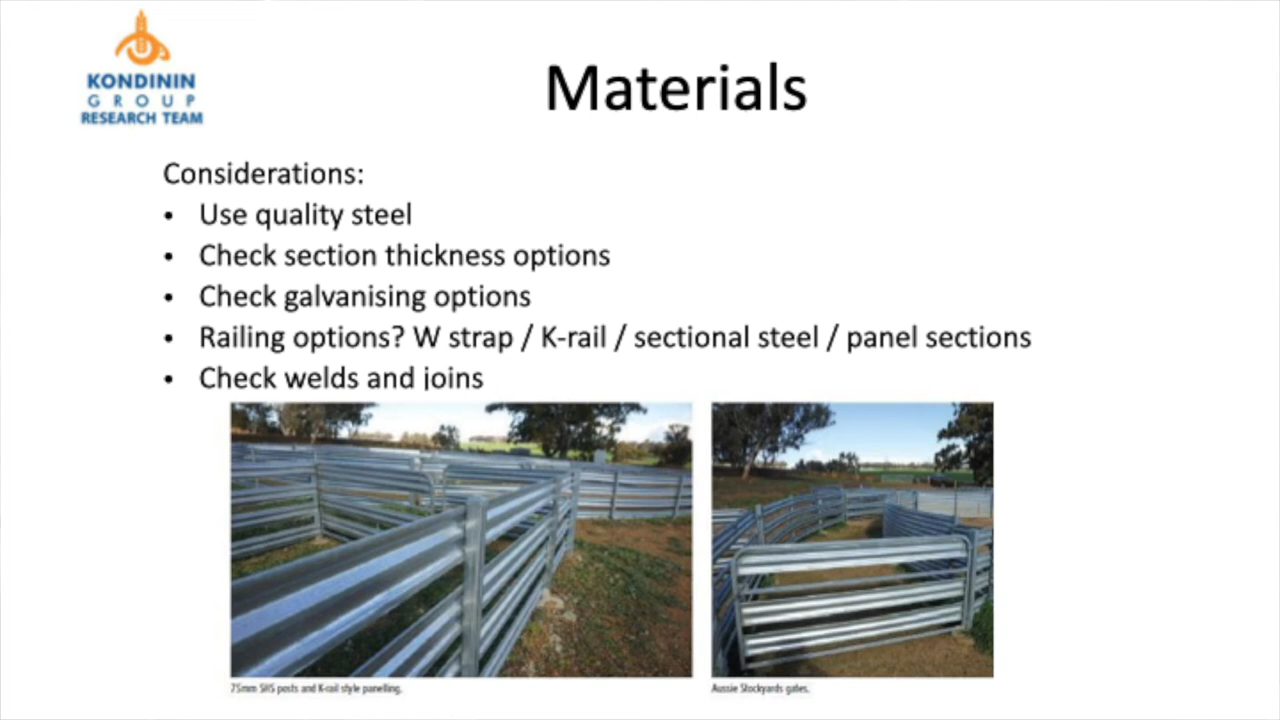 KONDININ
GROUP
RESEARCH TEAM
Materials
Considerations:
• Use quality steel
• Check section thickness options
• Check galvanising options
• Railing options? W strap / K-rail / sectional steel / panel sections
• Check welds and joins
75mm SHS posts and K-rail style panelling.
Aussie Stockyards gates.